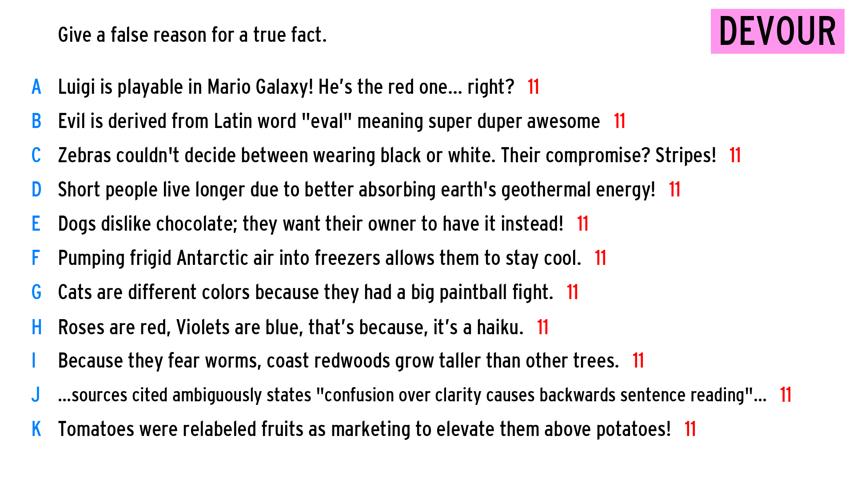 Give a false reason for a true fact.
DEVOUR
A Luigi is playable in Mario Galaxy! He's the red one... right? 11
B Evil is derived from Latin word "eval" meaning super duper awesome 11
C Zebras couldn't decide between wearing black or white. Their compromise? Stripes! 11
D Short people live longer due to better absorbing earth's geothermal energy! 11
E Dogs dislike chocolate; they want their owner to have it instead! 11
F Pumping frigid Antarctic air into freezers allows them to stay cool. 11
G Cats are different colors because they had a big paintball fight. 11
H Roses are red, Violets are blue, that's because, it's a haiku. 11
I Because they fear worms, coast redwoods grow taller than other trees. 11
J ...sources cited ambiguously states "confusion over clarity causes backwards sentence reading"... 11
K Tomatoes were relabeled fruits as marketing to elevate them above potatoes! 11